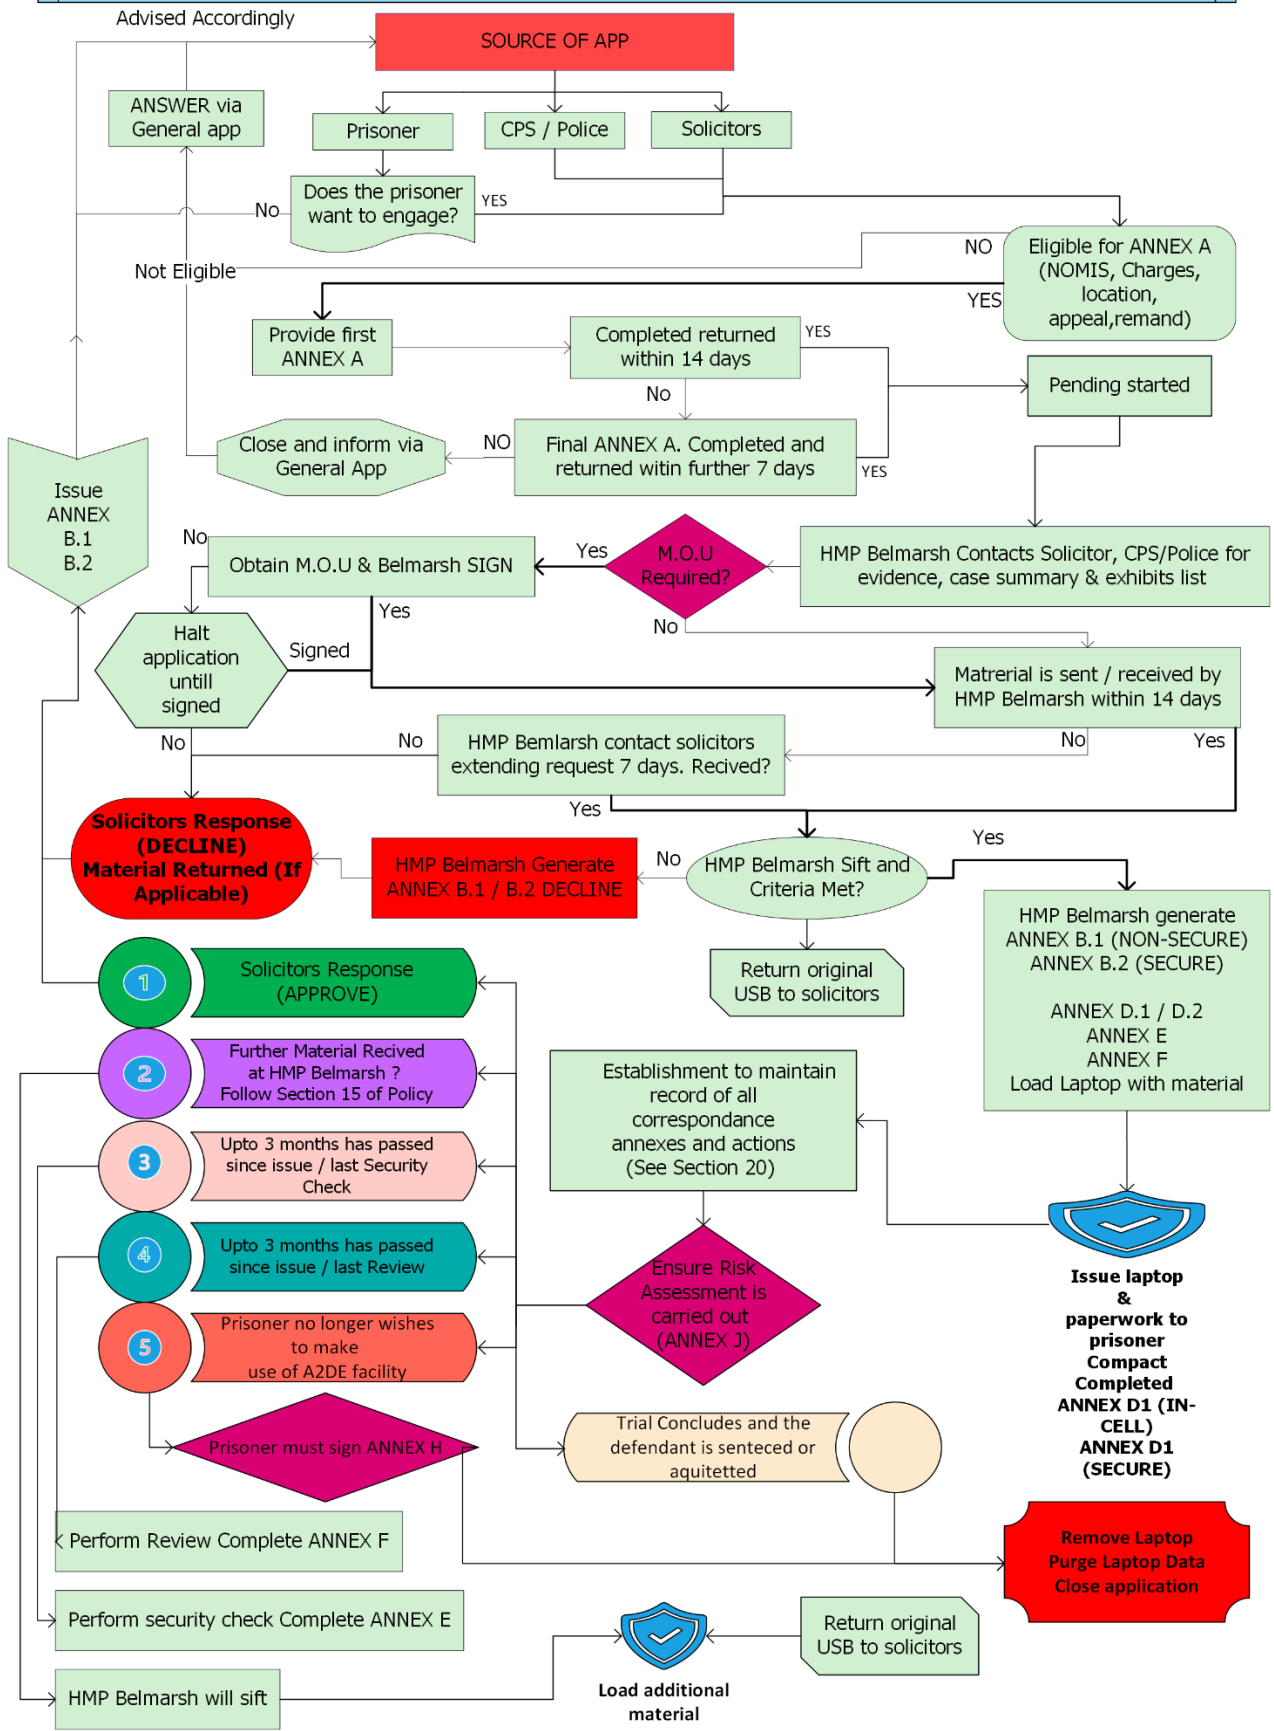 Advised Accordingly
SOURCE OF APP
ANSWER via
General app
Prisoner
CPS / Police
Solicitors
Does the prisoner
want to engage?
YES
No
NO
Eligible for ANNEX A
(NOMIS, Charges,
location,
appeal,remand)
Not Eligible
YES
Provide first
ANNEX A
Completed returned
within 14 days
YES
No
Pending started
Close and inform via
General App
NO
Final ANNEX A. Completed and
returned witin further 7 days
YES
Issue
ANNEX
B.1
B.2
No
Obtain M.O.U & Belmarsh SIGN
Yes
M.O.U
Required?
HMP Belmarsh Contacts Solicitor, CPS/Police for
evidence, case summary & exhibits list
Yes
No
Halt
application
untill
signed
Signed
Matrerial is sent / received by
HMP Belmarsh within 14 days
No
No
HMP Bemlarsh contact solicitors
extending request 7 days. Recived?
No
Yes
Yes
Solicitors Response
(DECLINE)
Material Returned (If
Applicable)
HMP Belmarsh Generate
ANNEX B.1 / B.2 DECLINE
No
HMP Belmarsh Sift and
Criteria Met?
Yes
HMP Belmarsh generate
ANNEX B.1 (NON-SECURE)
ANNEX B.2 (SECURE)
ANNEX D.1 / D.2
ANNEX E
ANNEX F
Load Laptop with material
Return original
USB to solicitors
1
Solicitors Response
(APPROVE)
2
Further Material Recived
at HMP Belmarsh ?
Follow Section 15 of Policy
Establishment to maintain
record of all
correspondance
annexes and actions
(See Section 20)
3
Upto 3 months has passed
since issue / last Security
Check
4
Upto 3 months has passed
since issue / last Review
Ensure Risk
Assessment is
carried out
(ANNEX J)
Issue laptop
&
paperwork to
prisoner
Compact
Completed
ANNEX D1 (IN-
CELL)
ANNEX D1
(SECURE)
5
Prisoner no longer wishes
to make
use of A2DE facility
Prisoner must sign ANNEX H
Trial Concludes and the
defendant is senteced or
aquitetted
Perform Review Complete ANNEX F
Remove Laptop
Purge Laptop Data
Close application
Perform security check Complete ANNEX E
Return original
USB to solicitors
HMP Belmarsh will sift
Load additional
material